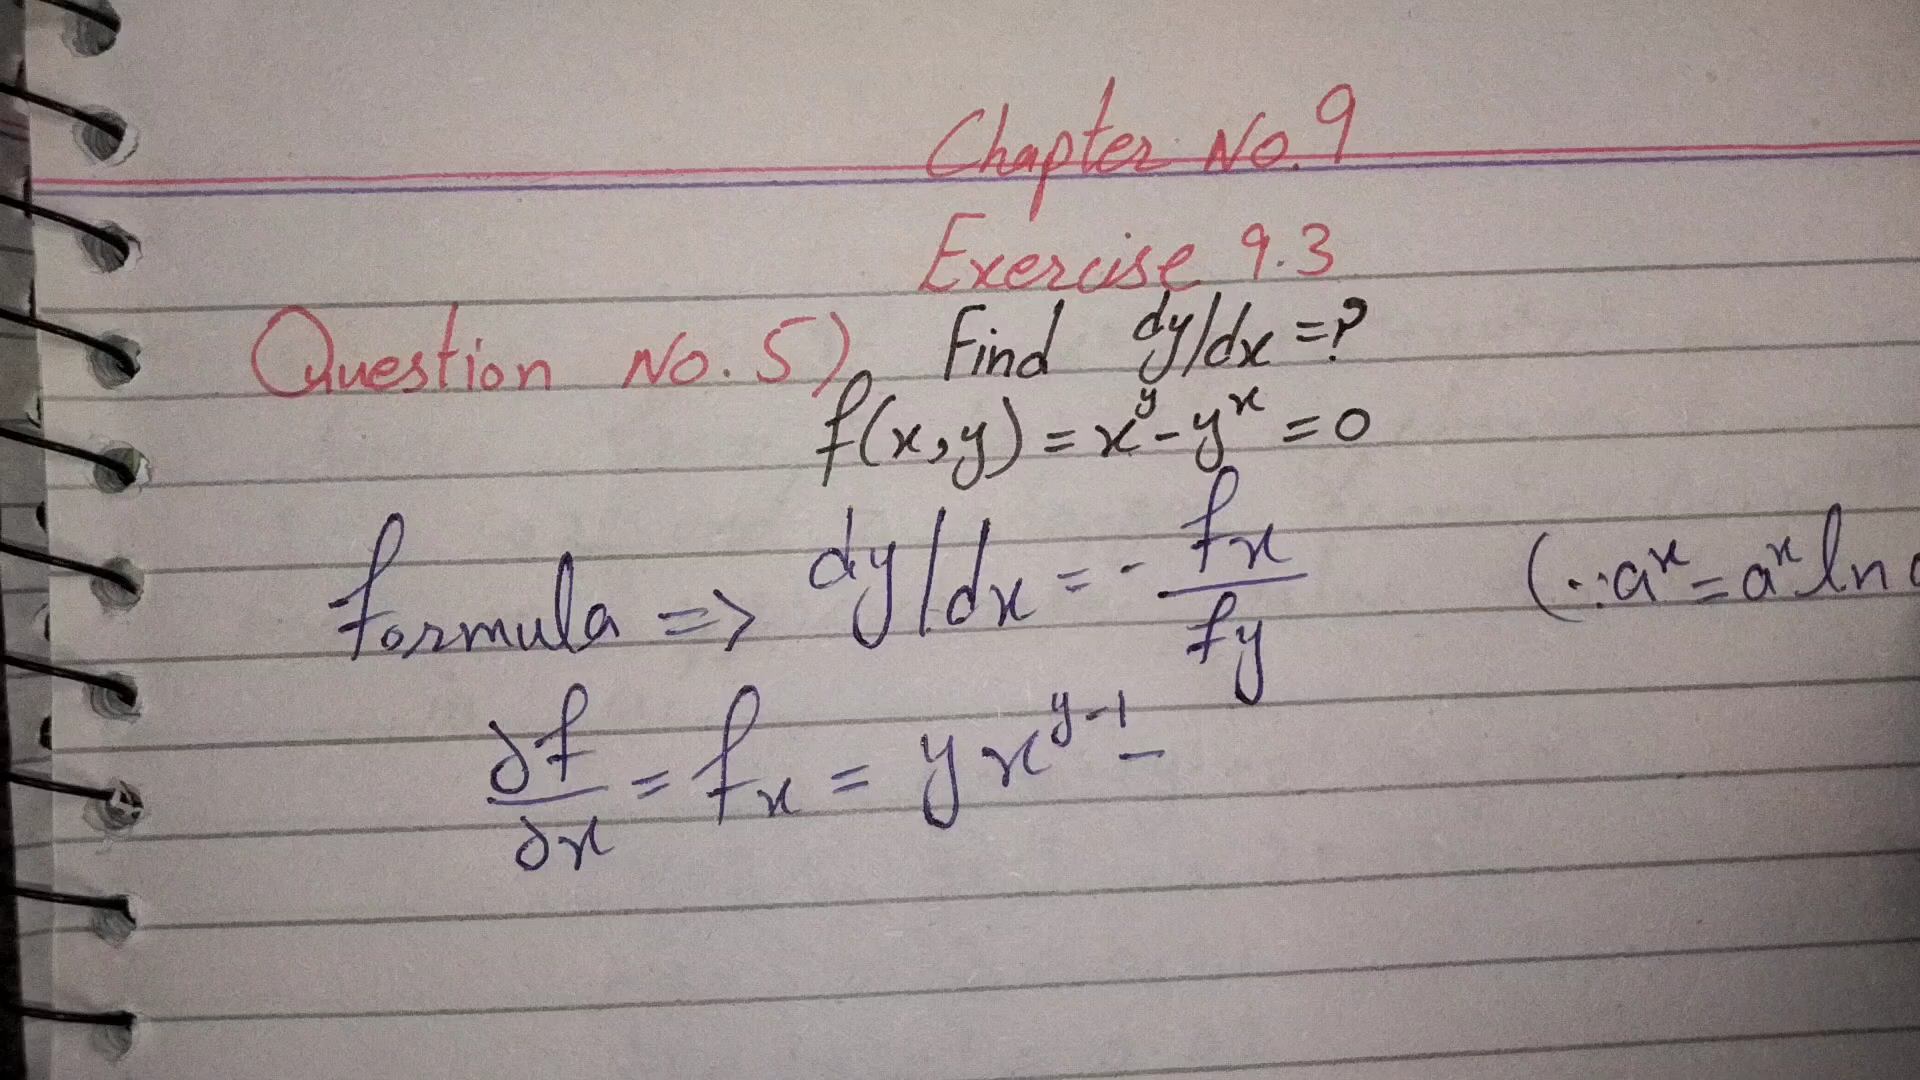 Chapter No. 9
Exercise 9.3
Question No. 5) Find dy/dx = ?
f(x,y) = x^y - y^x = 0
formula => dy/dx = - fx/fy (∵ a^x = a^x ln
∂f/∂x = fx = y x^(y-1) -